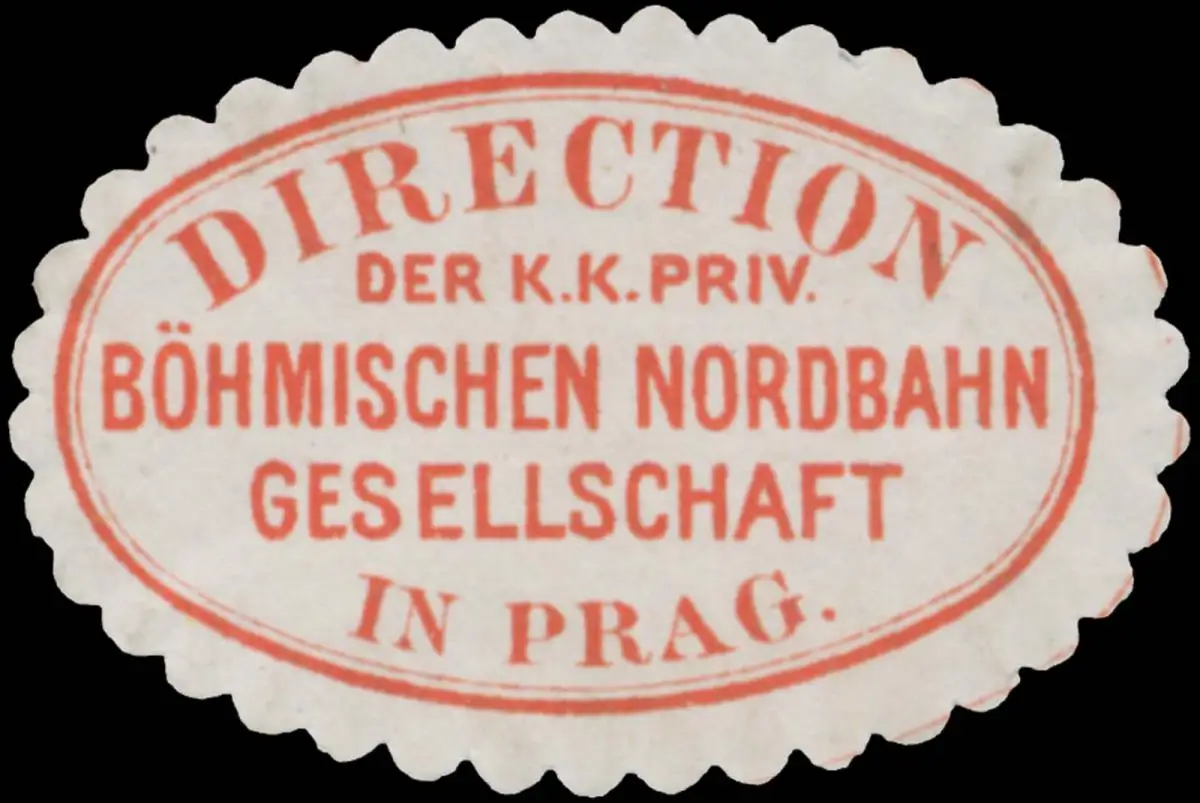 DIRECTION
DER K.K. PRIV.
BÖHMISCHEN NORDBAHN
GESELLSCHAFT
IN PRAG.